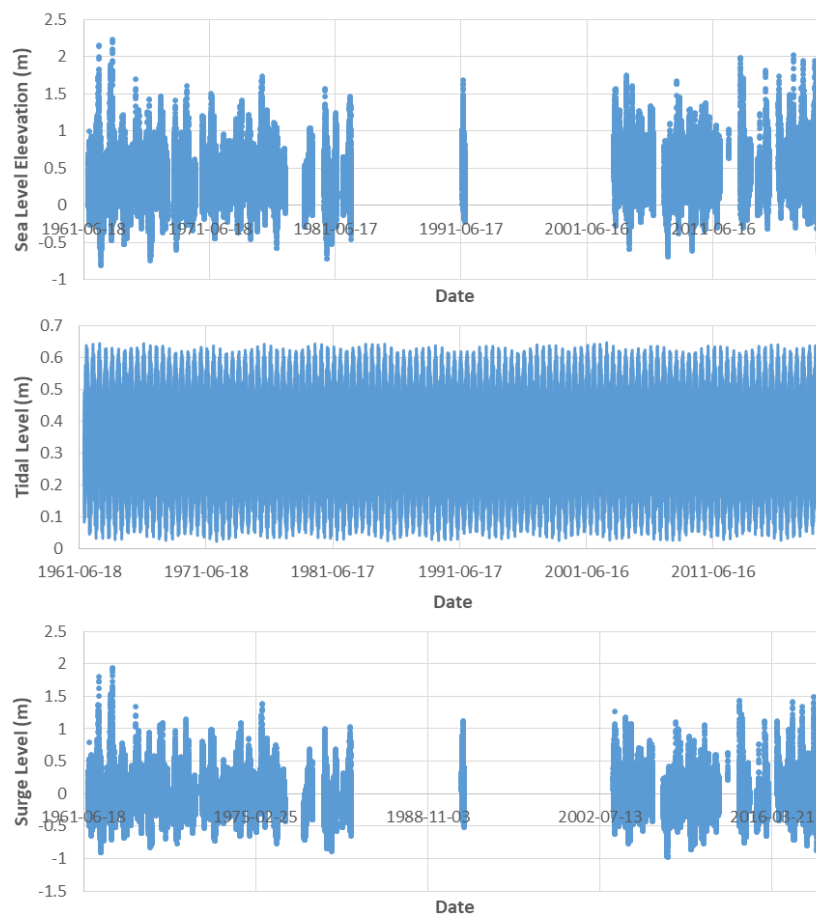 2.5
2
1.5
1
0.5
0
-0.5
-1
Sea Level Eleevation (m)
1961-06-18 1971-06-18 1981-06-17 1991-06-17 2001-06-16 2011-06-16
Date
0.7
0.6
0.5
0.4
0.3
0.2
0.1
0
Tidal Level (m)
1961-06-18 1971-06-18 1981-06-17 1991-06-17 2001-06-16 2011-06-16
Date
2.5
2
1.5
1
0.5
0
-0.5
-1
-1.5
Surge Level (m)
1961-06-18 1975-02-25 1988-11-03 2002-07-13 2016-03-21
Date